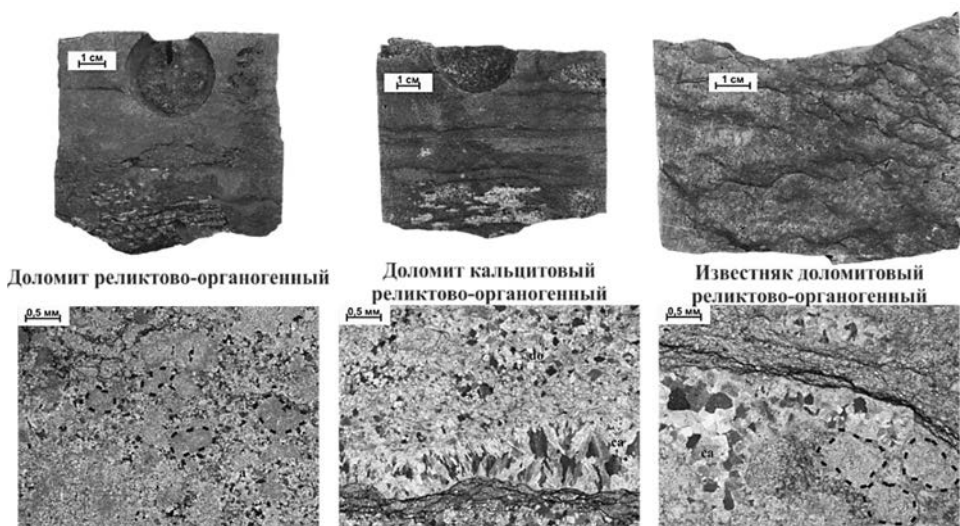 1 см
1 см
1 см
Доломит реликтово-органогенный
Доломит кальцитовый
реликтово-органогенный
Известняк доломитовый
реликтово-органогенный
0,5 мм
0,5 мм
0,5 мм
do
ca
ca